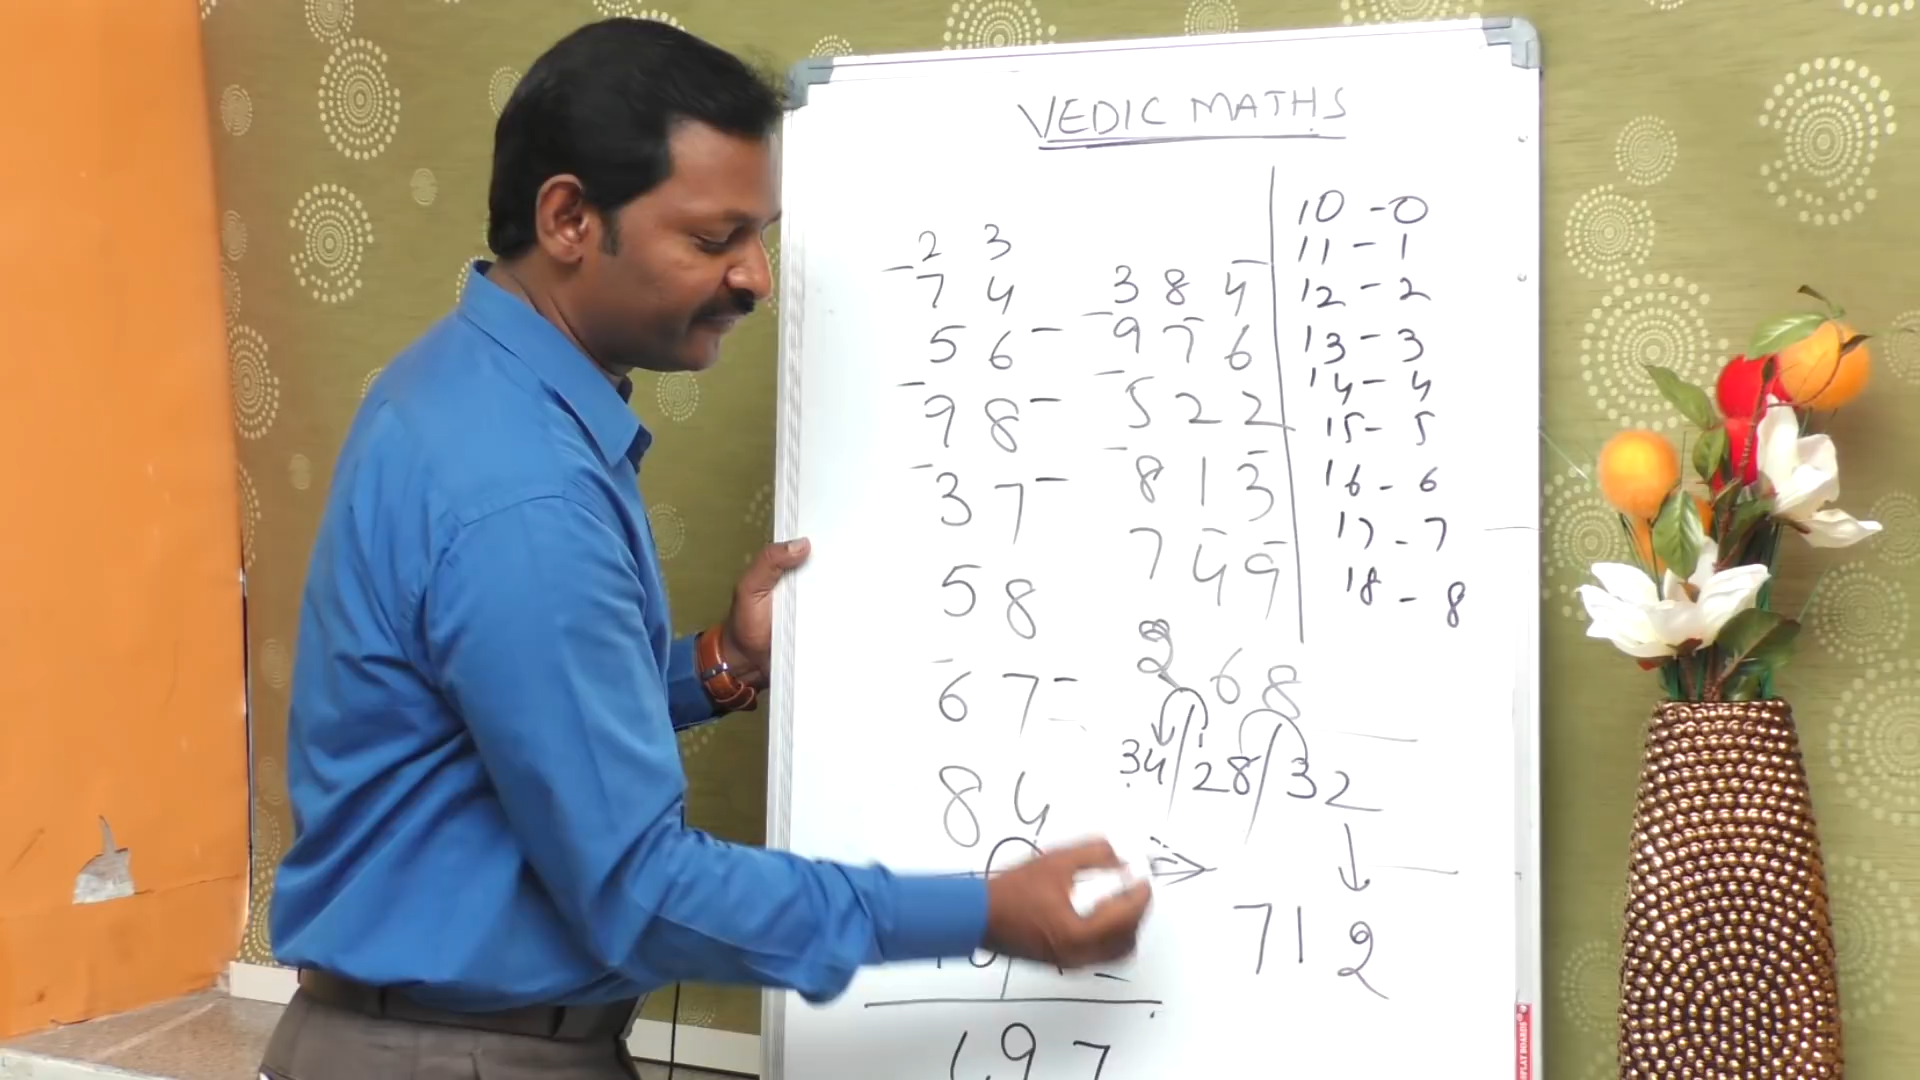 VEDIC MATHS
2 3
7 4
5 6 -
9 8 -
3 7 -
5 8
6 7 -
8 4
1 9 7
3 8 4
9 7 6
5 2 2
8 1 3
7 4 9
2 6 8
34/28/32
7 1 2
10 - 0
11 - 1
12 - 2
13 - 3
14 - 4
15 - 5
16 - 6
17 - 7
18 - 8